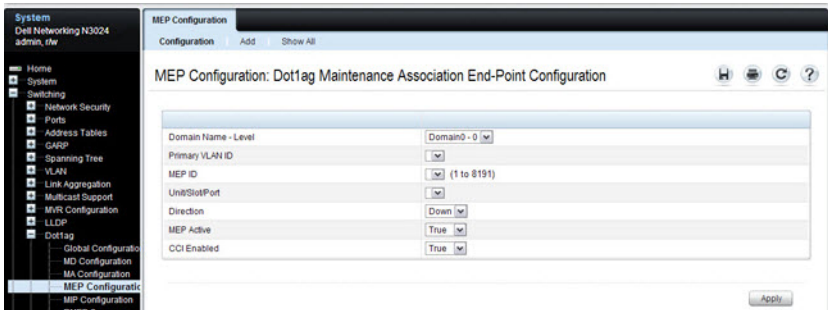 System
Dell Networking N3024
admin, r/w
Home
System
Switching
Network Security
Ports
Address Tables
GARP
Spanning Tree
VLAN
Link Aggregation
Multicast Support
MVR Configuration
LLDP
Dot1ag
Global Configuratio
MD Configuration
MA Configuration
MEP Configuratic
MIP Configuration
MEP Configuration
Configuration Add Show All
MEP Configuration: Dot1ag Maintenance Association End-Point Configuration
Domain Name - Level Domain0 - 0
Primary VLAN ID
MEP ID (1 to 8191)
Unit/Slot/Port
Direction Down
MEP Active True
CCI Enabled True
Apply